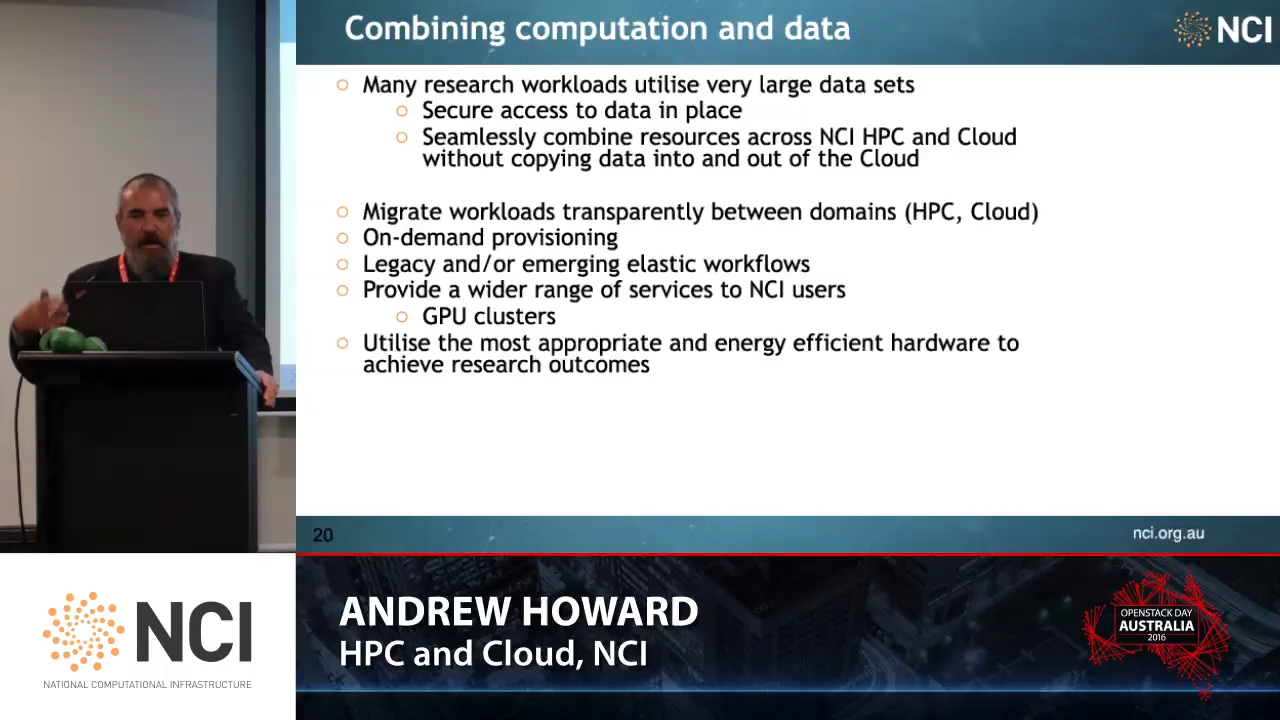 Combining computation and data
NCI
Many research workloads utilise very large data sets
Secure access to data in place
Seamlessly combine resources across NCI HPC and Cloud
without copying data into and out of the Cloud
Migrate workloads transparently between domains (HPC, Cloud)
On-demand provisioning
Legacy and/or emerging elastic workflows
Provide a wider range of services to NCI users
GPU clusters
Utilise the most appropriate and energy efficient hardware to
achieve research outcomes
20
nci.org.au
NCI
NATIONAL COMPUTATIONAL INFRASTRUCTURE
ANDREW HOWARD
HPC and Cloud, NCI
OPENSTACK DAY
AUSTRALIA
2016